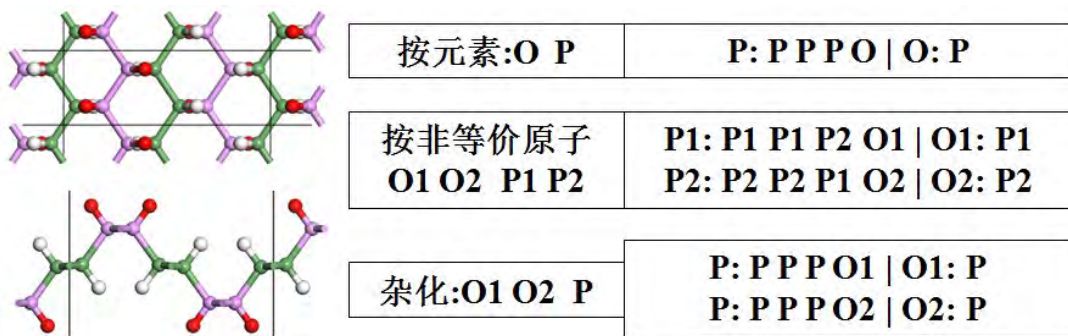 按元素:O P
P: P P P O | O: P
按非等价原子
O1 O2 P1 P2
P1: P1 P1 P2 O1 | O1: P1
P2: P2 P2 P1 O2 | O2: P2
杂化:O1 O2 P
P: P P P O1 | O1: P
P: P P P O2 | O2: P